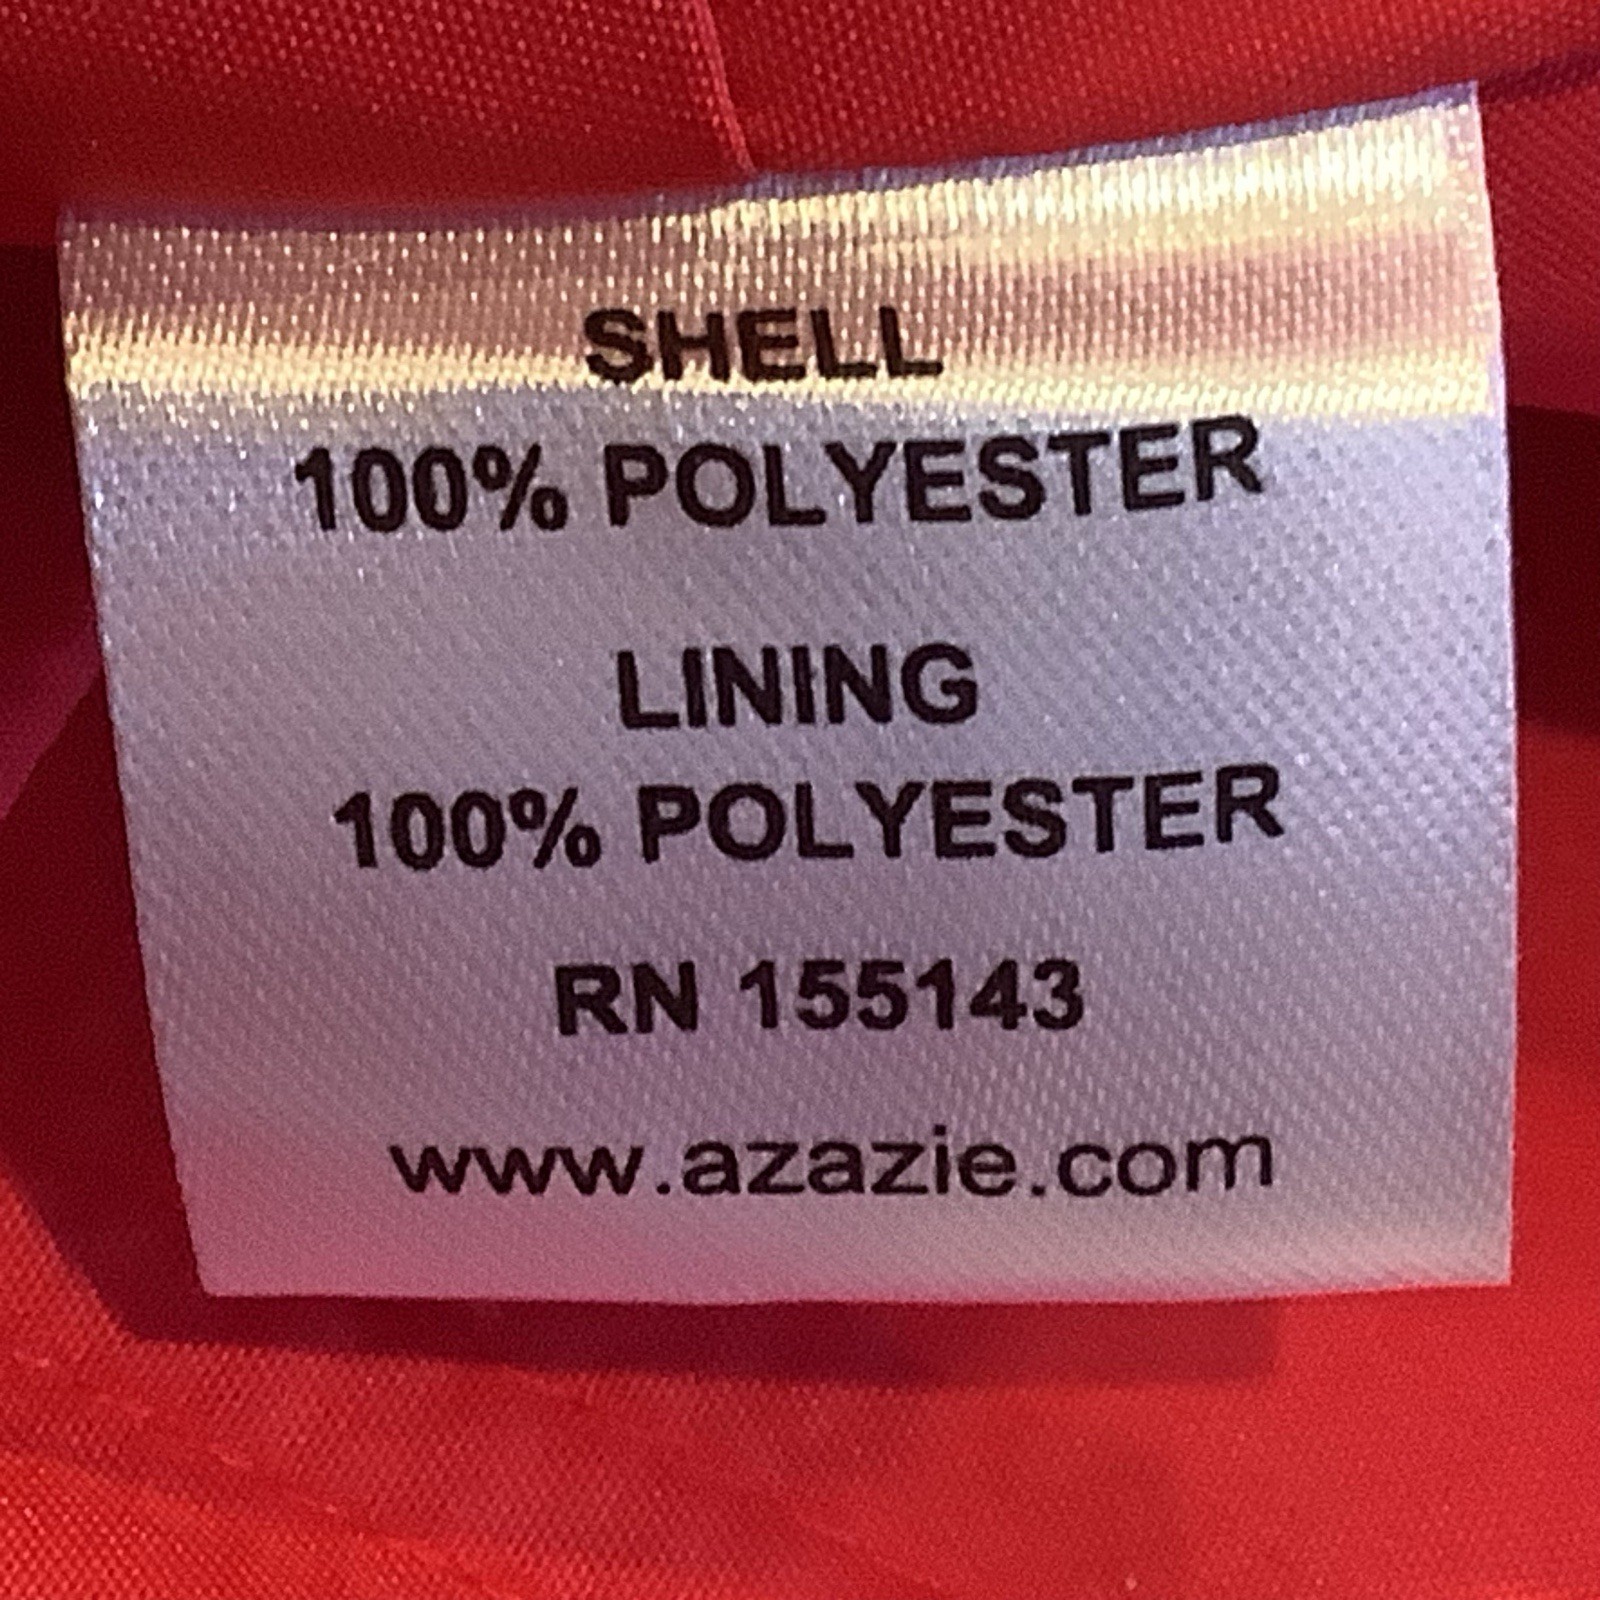 SHELL
100% POLYESTER
LINING
100% POLYESTER
RN 155143
www.azazie.com